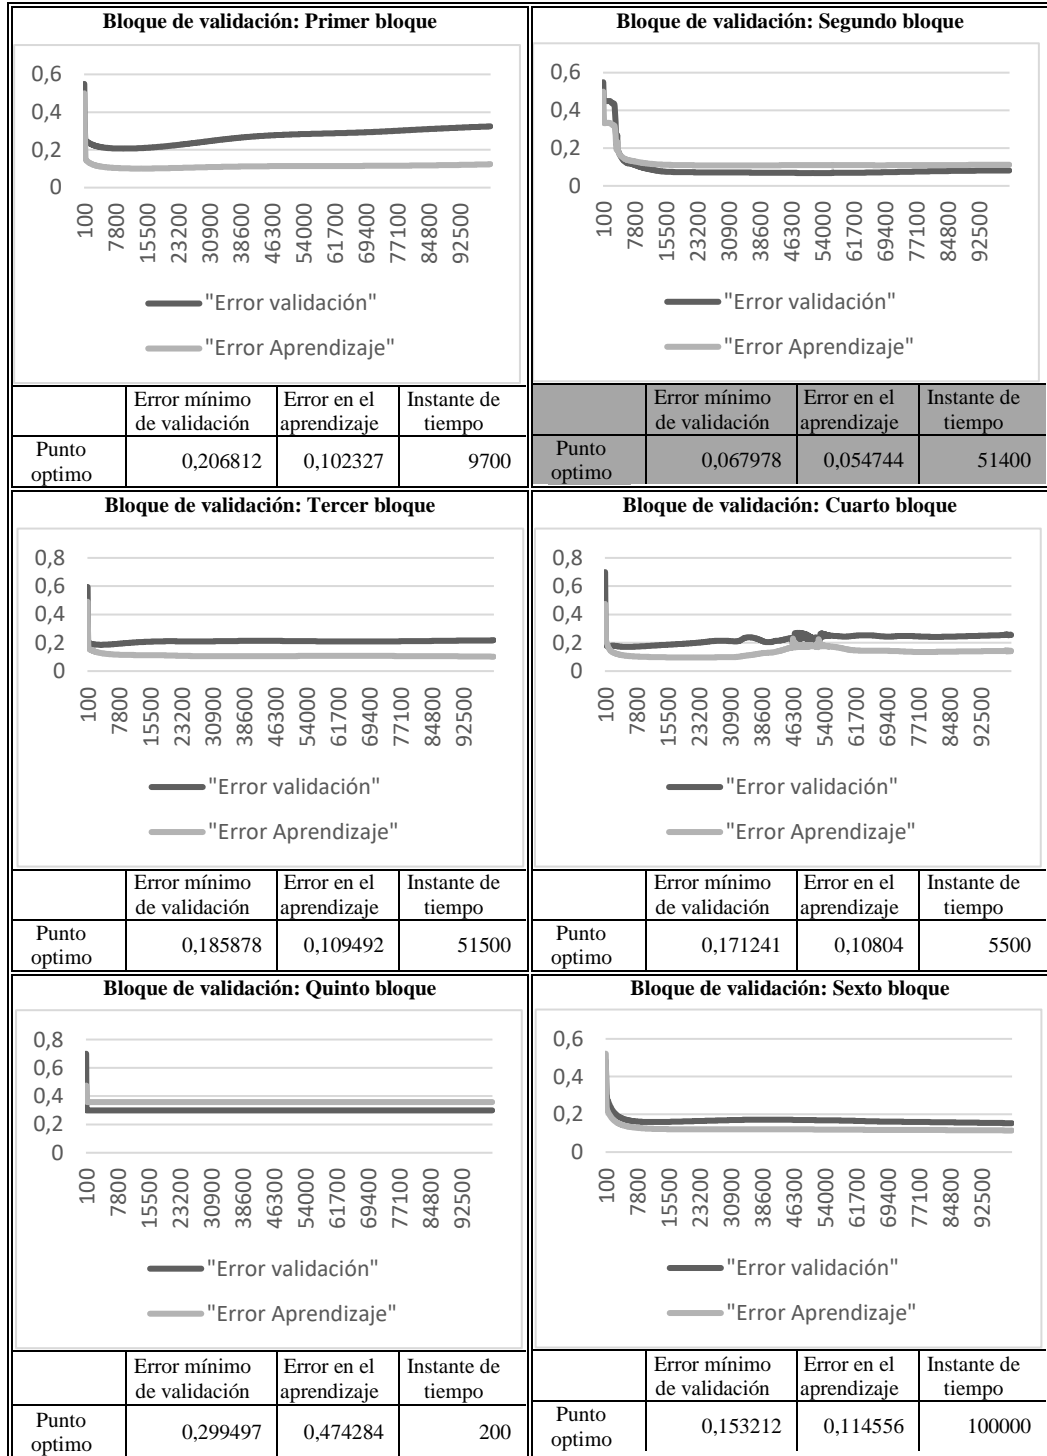 Bloque de validación: Primer bloque
0,6
0,4
0,2
0
100
7800
15500
23200
30900
38600
46300
54000
61700
69400
77100
84800
92500
"Error validación"
"Error Aprendizaje"
Error mínimo de validación
Error en el aprendizaje
Instante de tiempo
Punto optimo
0,206812
0,102327
9700
Bloque de validación: Segundo bloque
0,6
0,4
0,2
0
100
7800
15500
23200
30900
38600
46300
54000
61700
69400
77100
84800
92500
"Error validación"
"Error Aprendizaje"
Error mínimo de validación
Error en el aprendizaje
Instante de tiempo
Punto optimo
0,067978
0,054744
51400
Bloque de validación: Tercer bloque
0,8
0,6
0,4
0,2
0
100
7800
15500
23200
30900
38600
46300
54000
61700
69400
77100
84800
92500
"Error validación"
"Error Aprendizaje"
Error mínimo de validación
Error en el aprendizaje
Instante de tiempo
Punto optimo
0,185878
0,109492
51500
Bloque de validación: Cuarto bloque
0,8
0,6
0,4
0,2
0
100
7800
15500
23200
30900
38600
46300
54000
61700
69400
77100
84800
92500
"Error validación"
"Error Aprendizaje"
Error mínimo de validación
Error en el aprendizaje
Instante de tiempo
Punto optimo
0,171241
0,10804
5500
Bloque de validación: Quinto bloque
0,8
0,6
0,4
0,2
0
100
7800
15500
23200
30900
38600
46300
54000
61700
69400
77100
84800
92500
"Error validación"
"Error Aprendizaje"
Error mínimo de validación
Error en el aprendizaje
Instante de tiempo
Punto optimo
0,299497
0,474284
200
Bloque de validación: Sexto bloque
0,6
0,4
0,2
0
100
7800
15500
23200
30900
38600
46300
54000
61700
69400
77100
84800
92500
"Error validación"
"Error Aprendizaje"
Error mínimo de validación
Error en el aprendizaje
Instante de tiempo
Punto optimo
0,153212
0,114556
100000